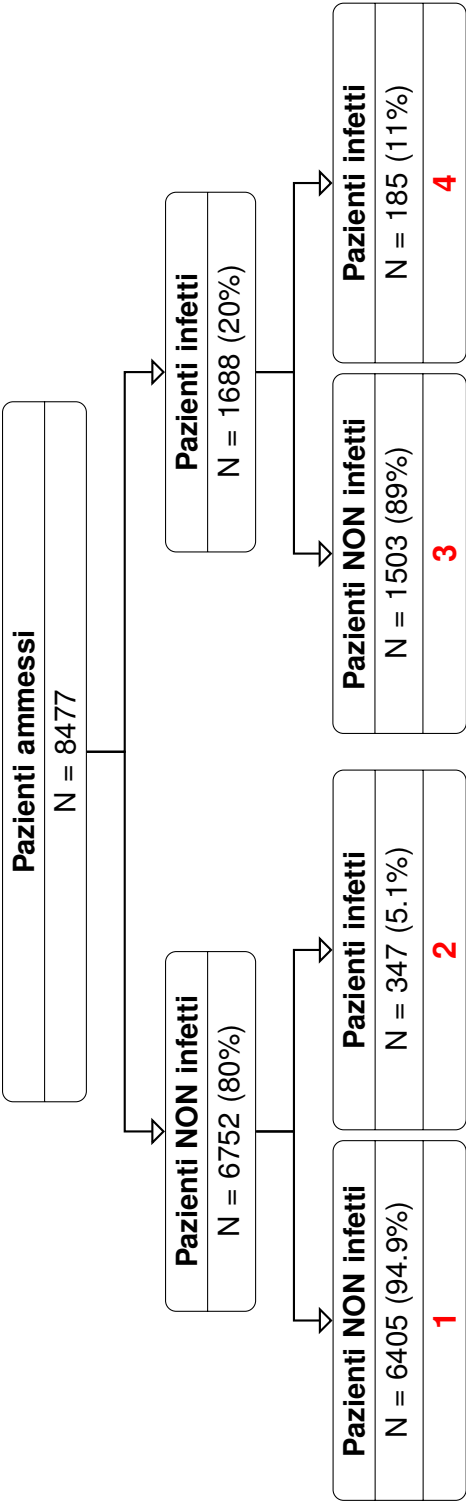 Pazienti ammessi
N = 8477
Pazienti NON infetti
N = 6752 (80%)
Pazienti infetti
N = 1688 (20%)
Pazienti NON infetti
N = 6405 (94.9%)
1
Pazienti infetti
N = 347 (5.1%)
2
Pazienti NON infetti
N = 1503 (89%)
3
Pazienti infetti
N = 185 (11%)
4